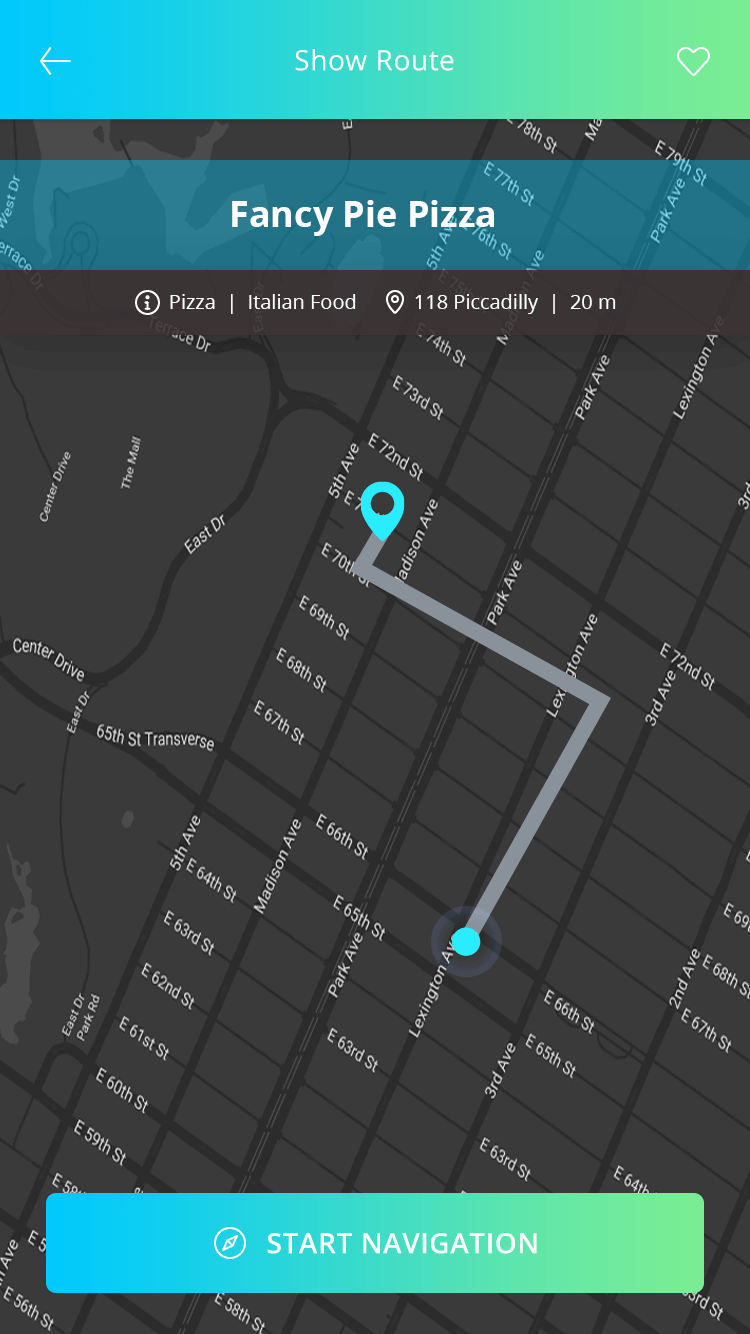 Show Route
E 78th St
E 79th St
West Dr
E 77th St
Park Ave
Fancy Pie Pizza
5th Ave
76th St
Terrace Dr
Madison Ave
Pizza | Italian Food
118 Piccadilly | 20 m
Terrace Dr
E 74th St
Lexington Ave
E 73rd St
Park Ave
Center Drive
The Mall
5th Ave
E 72nd St
East Dr
Madison Ave
E 70th St
Park Ave
E 69th St
Center Drive
E 68th St
Lexington Ave
E 72nd St
East Dr
3rd Ave
65th St Transverse
E 67th St
5th Ave
Madison Ave
E 66th St
E 64th St
E 65th St
E 63rd St
Park Ave
Lexington Ave
2nd Ave
E 68th St
E 62nd St
E 66th St
E 67th St
East Dr
Park Rd
E 61st St
E 63rd St
3rd Ave
E 65th St
E 60th St
E 59th St
E 63rd St
E 64th
START NAVIGATION
E 56th St
E 58th St